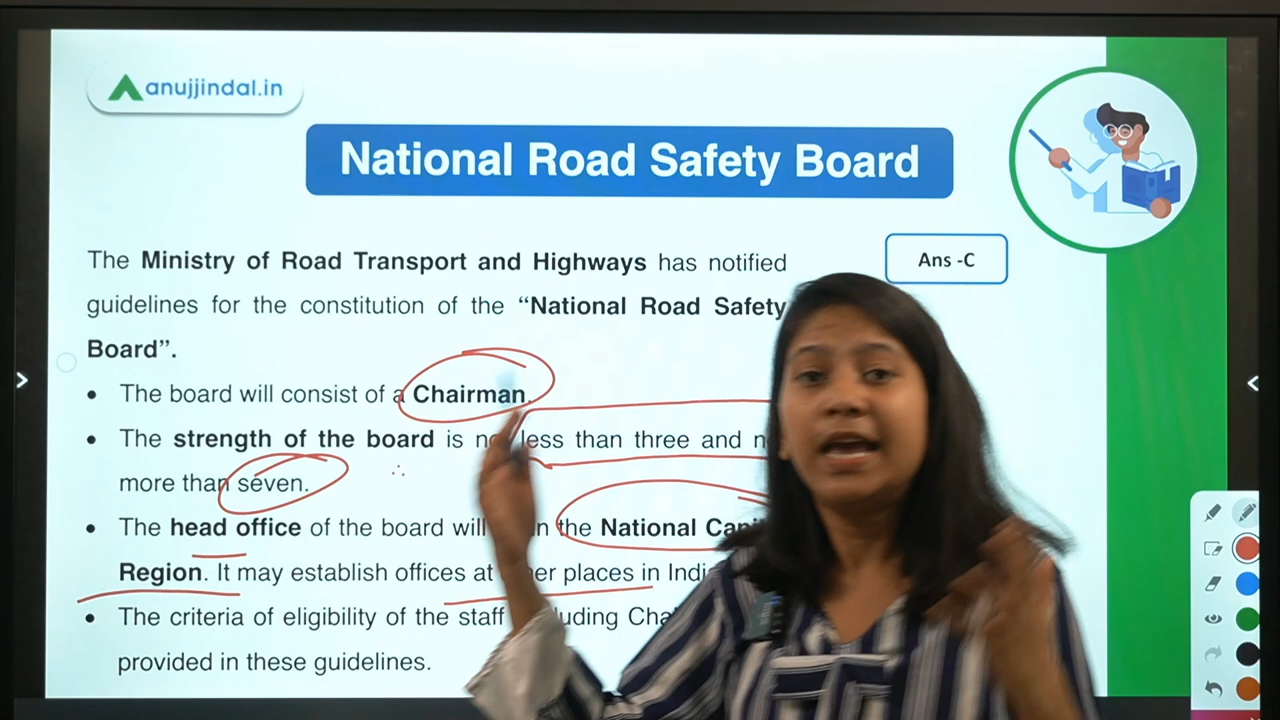 anujjindal.in
National Road Safety Board
The Ministry of Road Transport and Highways has notified
Ans -C
guidelines for the constitution of the "National Road Safety
Board".
• The board will consist of a Chairman.
• The strength of the board is less than three and
more than seven.
• The head office of the board will the National
Region. It may establish offices at places in
• The criteria of eligibility of the staff
provided in these guidelines.